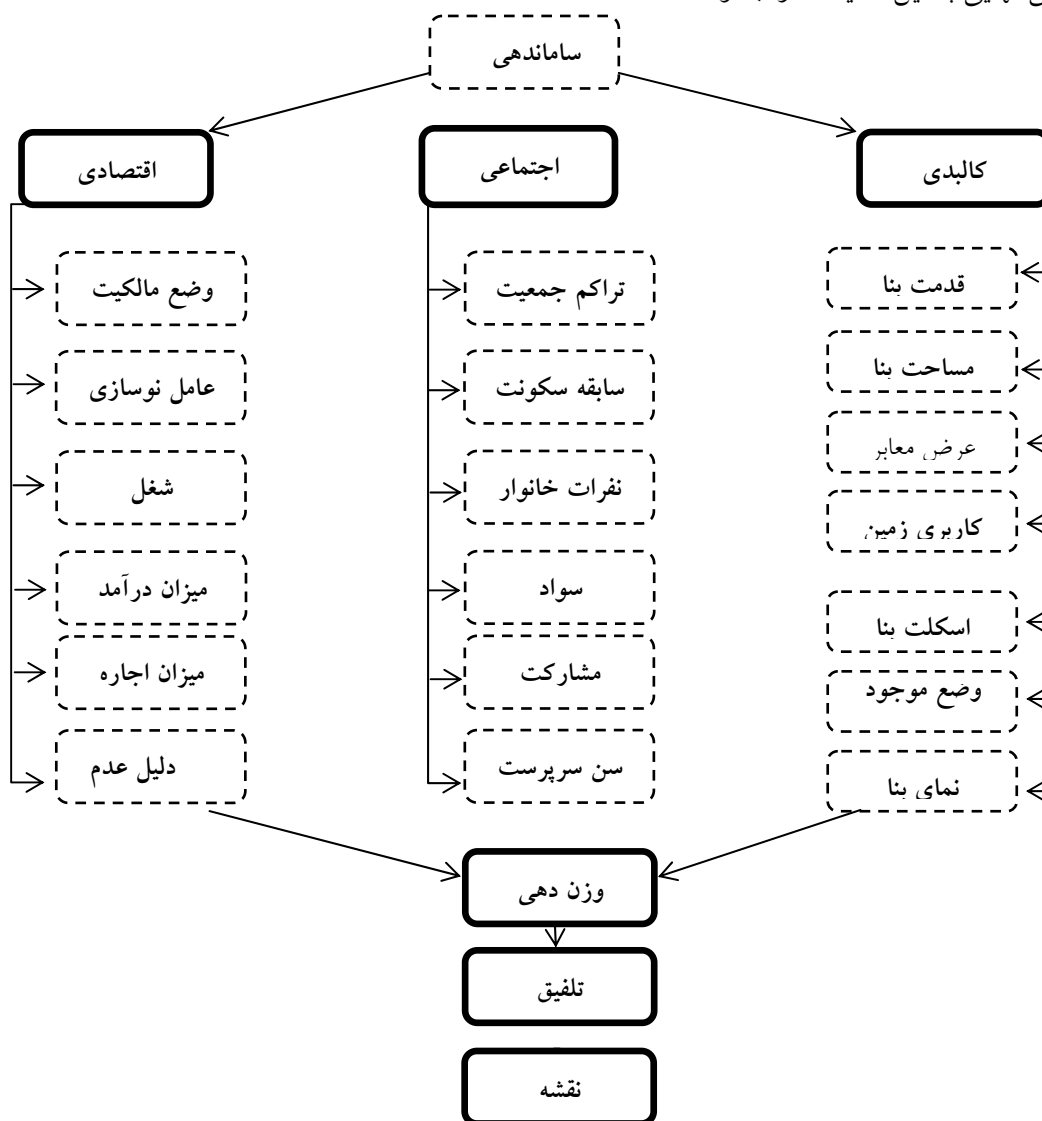 ساماندهی
کالبدی
اجتماعی
اقتصادی
قدمت بنا
مساحت بنا
عرض معابر
کاربری زمین
اسکلت بنا
وضع موجود
نمای بنا
تراکم جمعیت
سابقه سکونت
نفرات خانوار
سواد
مشارکت
سن سرپرست
وضع مالکیت
عامل نوسازی
شغل
میزان درآمد
میزان اجاره
دلیل عدم
وزن دهی
تلفیق
نقشه